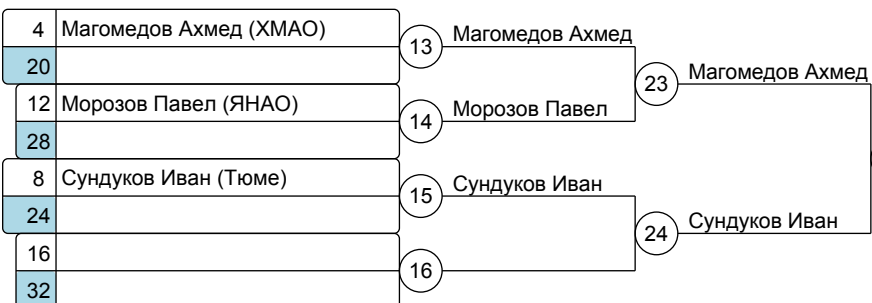 4 Магомедов Ахмед (ХМАО)
20
13 Магомедов Ахмед
12 Морозов Павел (ЯНАО)
28
14 Морозов Павел
23 Магомедов Ахмед
8 Сундуков Иван (Тюме)
24
15 Сундуков Иван
16
32
16
24 Сундуков Иван